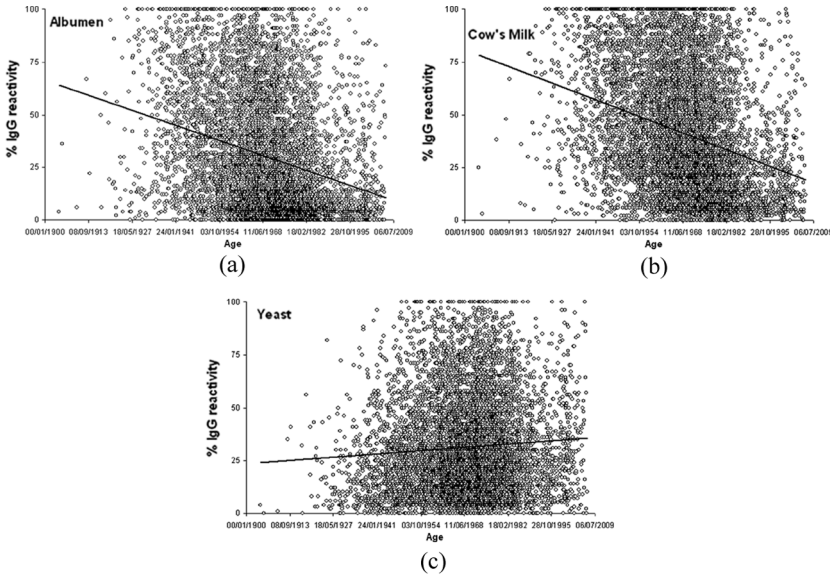 Albumen
% IgG reactivity
100
75
50
25
0
00/01/1900 08/09/1913 18/05/1927 24/01/1941 03/10/1954 11/06/1968 18/02/1982 28/10/1995 06/07/2009
Age
(a)
Cow's Milk
% IgG reactivity
100
75
50
25
0
00/01/1900 08/09/1913 18/05/1927 24/01/1941 03/10/1954 11/06/1968 18/02/1982 28/10/1995 06/07/2009
Age
(b)
Yeast
% IgG reactivity
100
75
50
25
0
00/01/1900 08/09/1913 18/05/1927 24/01/1941 03/10/1954 11/06/1968 18/02/1982 28/10/1995 06/07/2009
Age
(c)